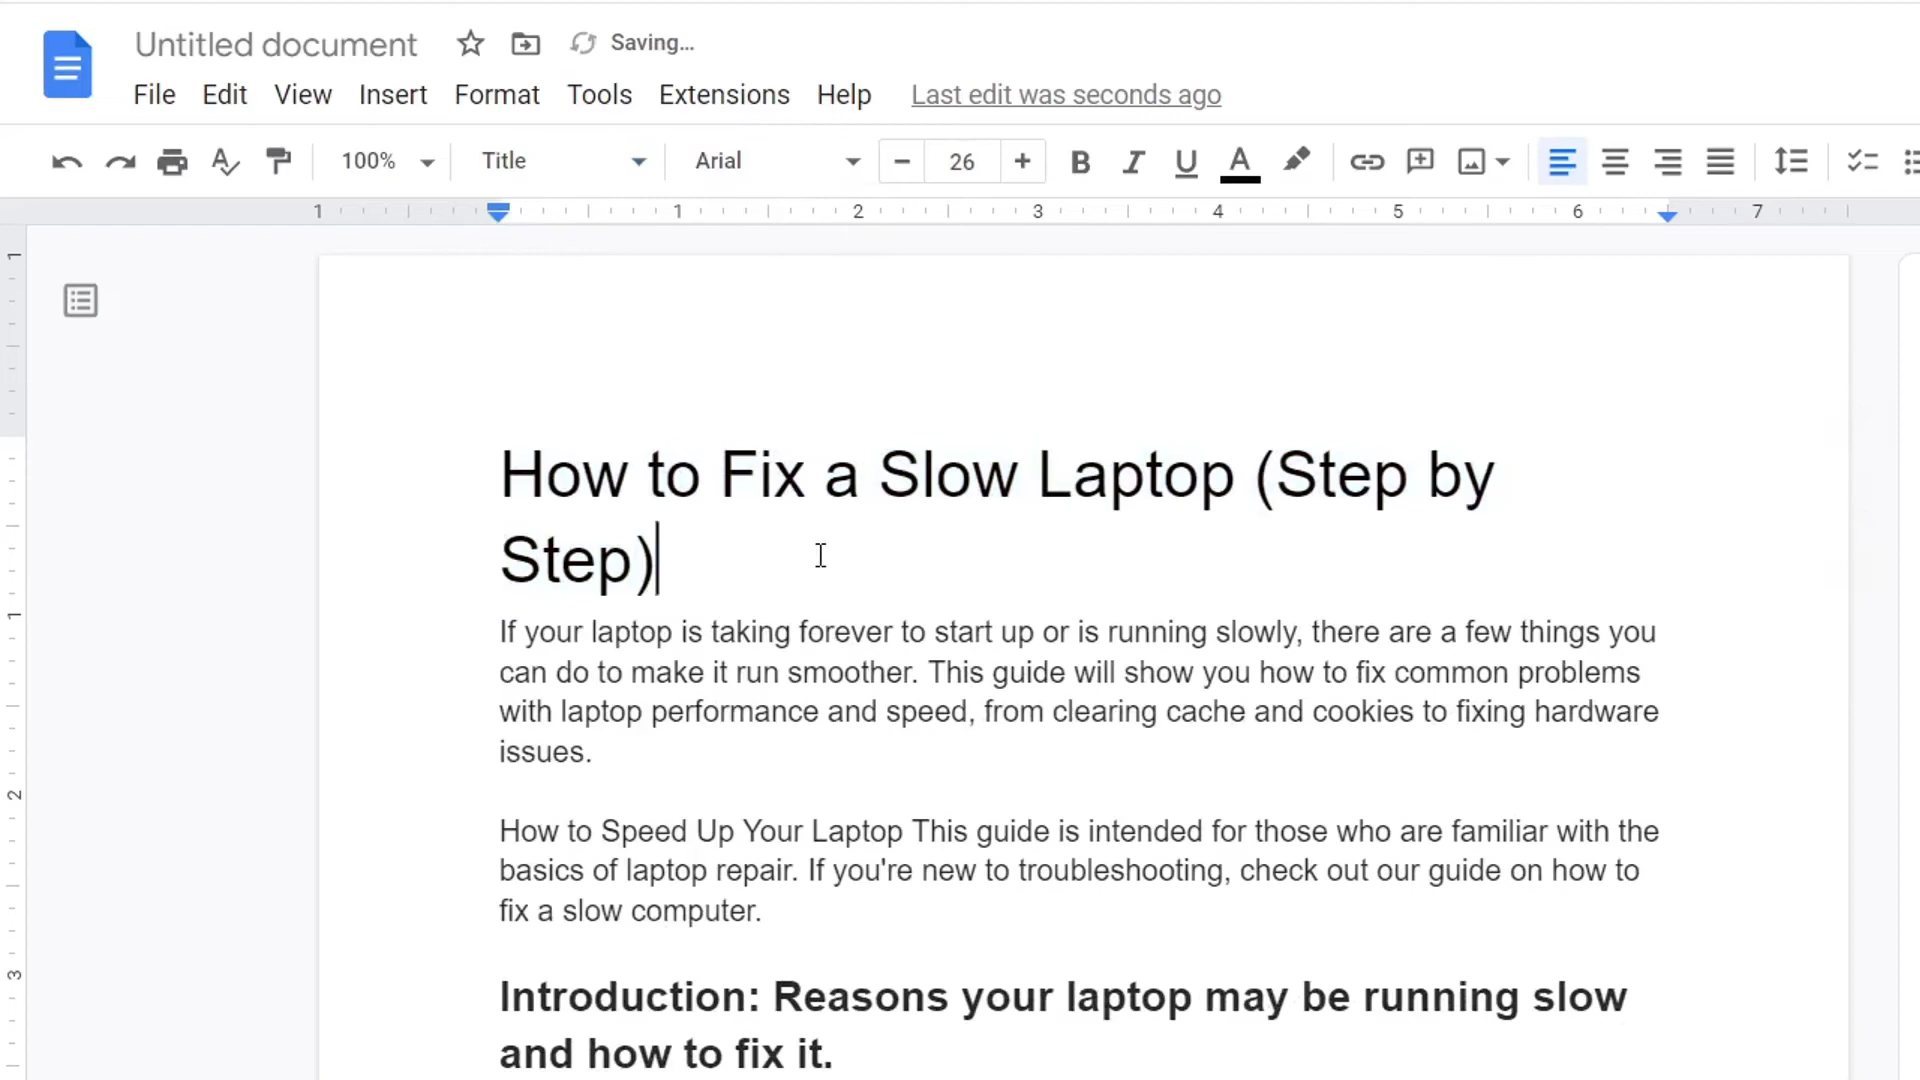 Untitled document Saving...
File Edit View Insert Format Tools Extensions Help Last edit was seconds ago
100% Title Arial 26 B I U A
1 1 2 3 4 5 6 7
1
How to Fix a Slow Laptop (Step by
Step)
If your laptop is taking forever to start up or is running slowly, there are a few things you
1
can do to make it run smoother. This guide will show you how to fix common problems
with laptop performance and speed, from clearing cache and cookies to fixing hardware
issues.
2
How to Speed Up Your Laptop This guide is intended for those who are familiar with the
basics of laptop repair. If you're new to troubleshooting, check out our guide on how to
fix a slow computer.
3
Introduction: Reasons your laptop may be running slow
and how to fix it.